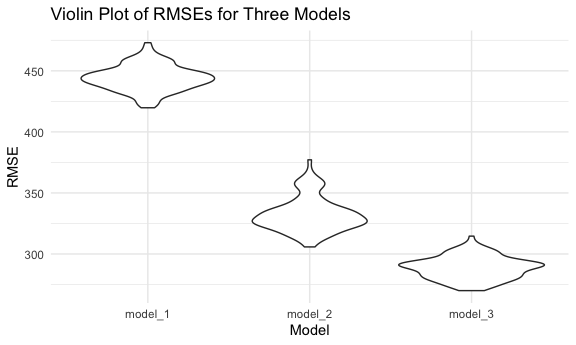 Violin Plot of RMSEs for Three Models
RMSE
450
400
350
300
model_1
model_2
model_3
Model